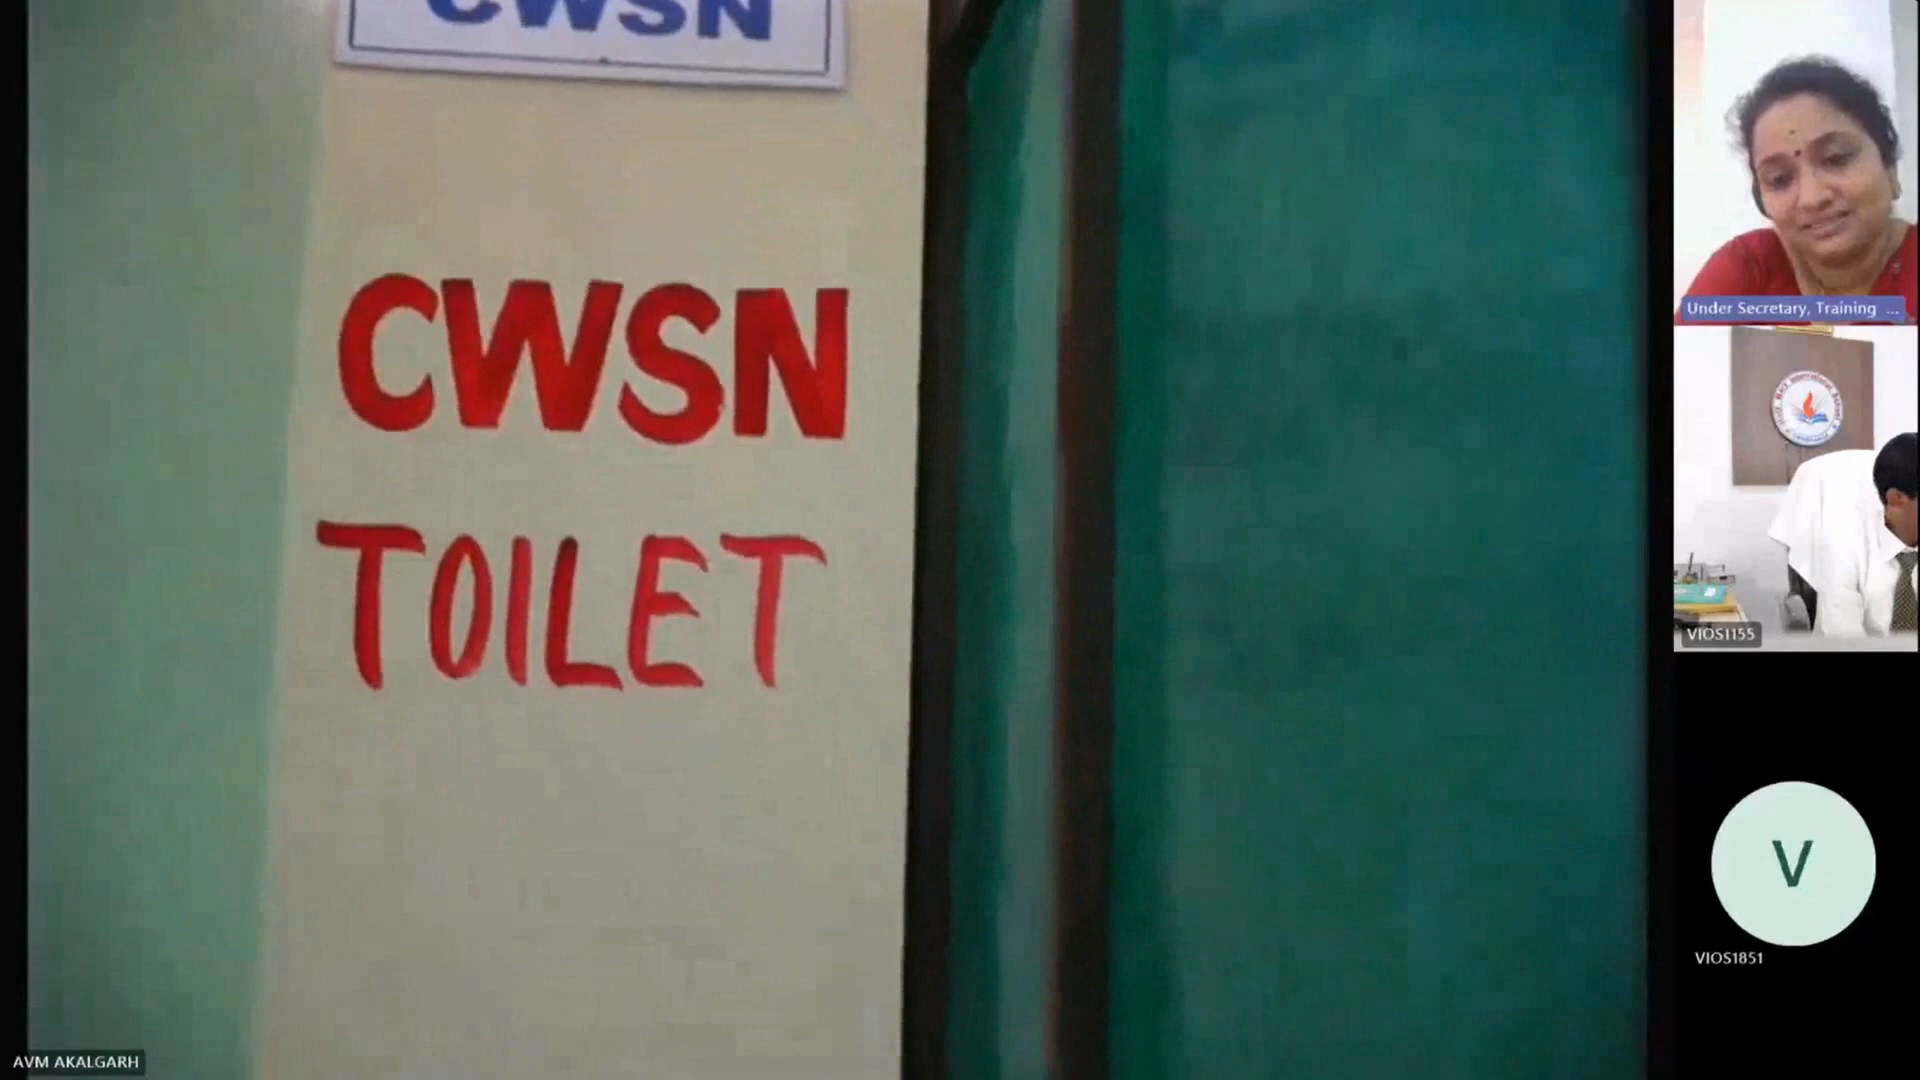 CWSN
CWSN
TOILET
Under Secretary, Training ...
VIOS1155
V
VIOS1851
AVM AKALGARH